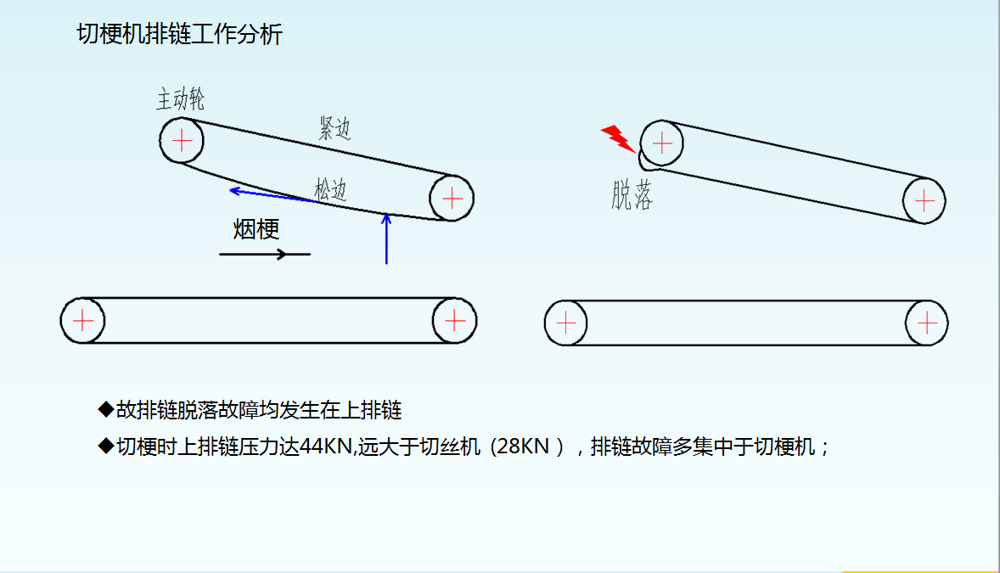 切梗机排链工作分析
主动轮
紧边
松边
烟梗
脱落
◆故排链脱落故障均发生在上排链
◆切梗时上排链压力达44KN,远大于切丝机（28KN ），排链故障多集中于切梗机；